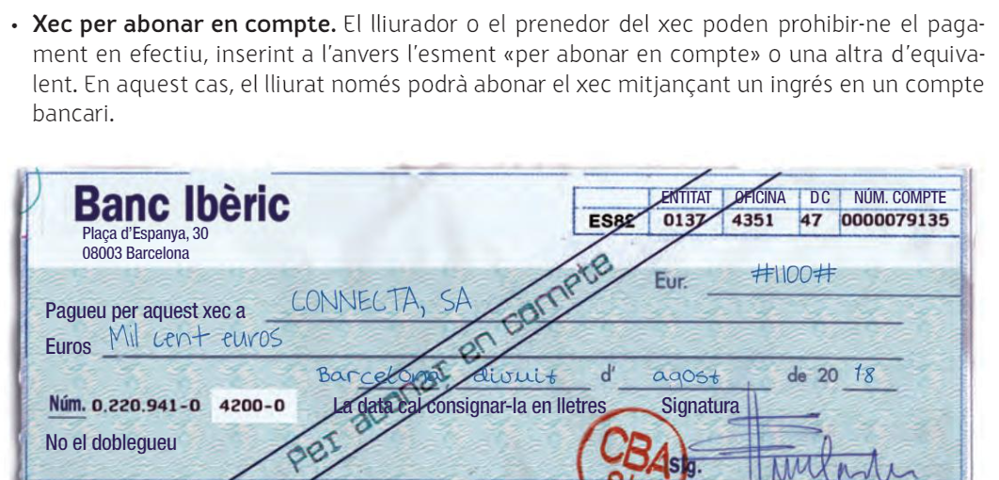 • Xec per abonar en compte. El lliurador o el prenedor del xec poden prohibir-ne el paga-
ment en efectiu, inserint a l’anvers l’esment «per abonar en compte» o una altra d’equiva-
lent. En aquest cas, el lliurat només podrà abonar el xec mitjançant un ingrés en un compte
bancari.
Banc Ibèric
Plaça d’Espanya, 30
08003 Barcelona
ENTITAT OFICINA DC NÚM. COMPTE
ES82 0137 4351 47 0000079135
Eur. #1100#
Pagueu per aquest xec a CONNECTA, SA
Euros Mil cent euros
Barcelona divuit d' agost de 20 18
Núm. 0.220.941-0 4200-0 La data cal consignar-la en lletres Signatura
No el doblegueu
Per abonar en compte
CBA
Sig.